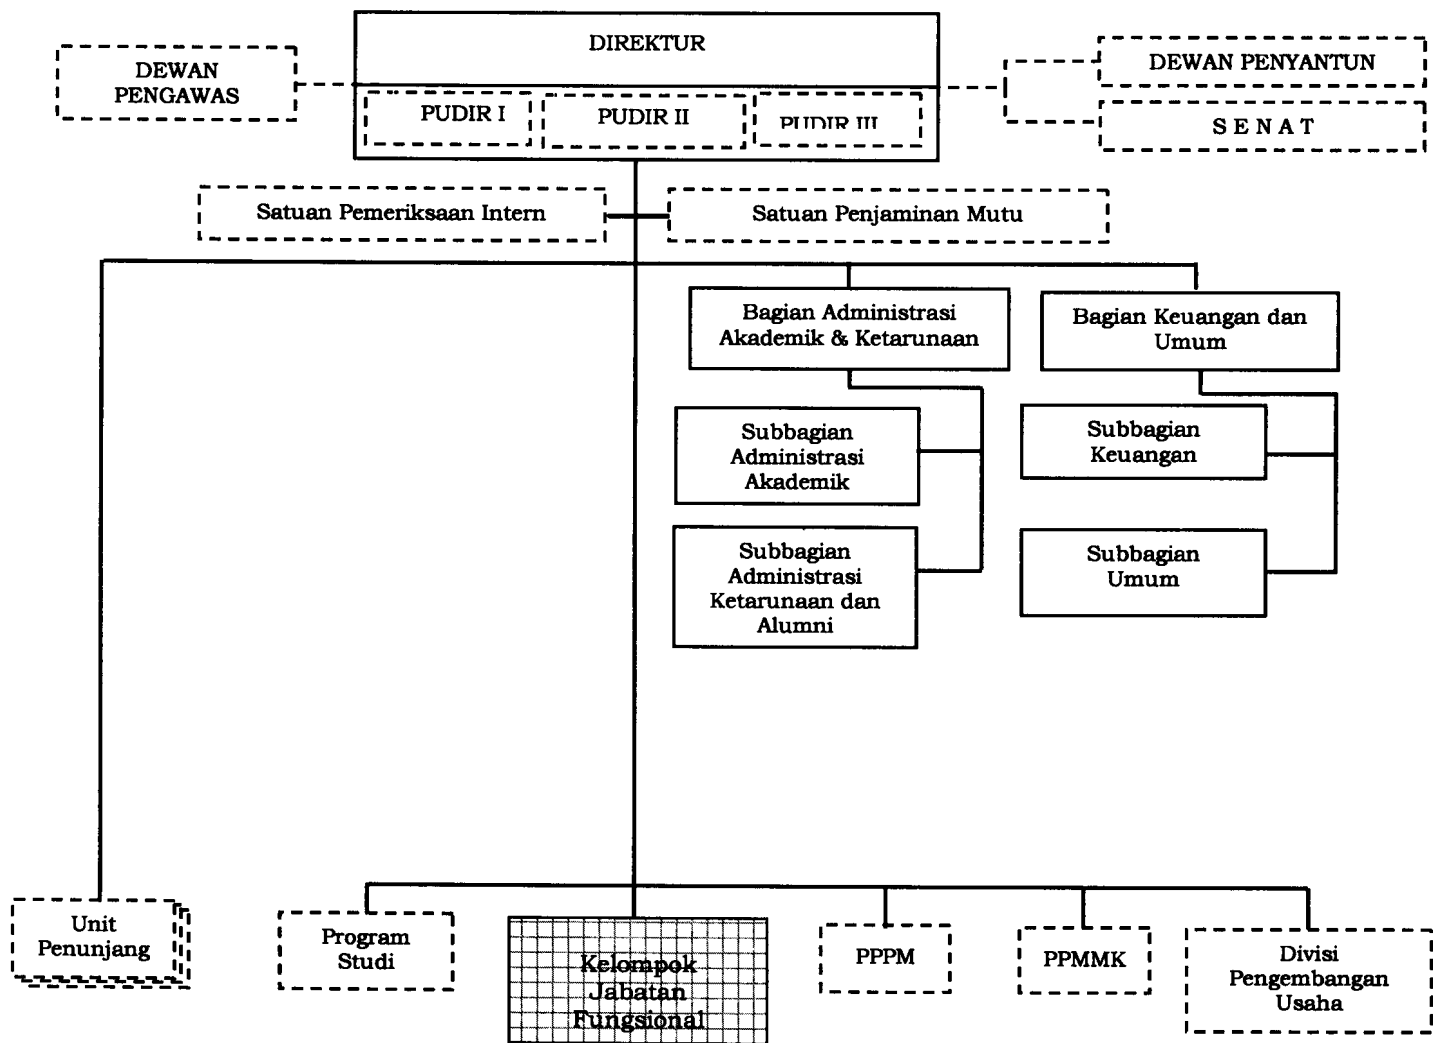 DIREKTUR
DEWAN
PENGAWAS
DEWAN PENYANTUN
PUDIR I
PUDIR II
PUDIR III
S E N A T
Satuan Pemeriksaan Intern
Satuan Penjaminan Mutu
Bagian Administrasi
Akademik & Ketarunaan
Bagian Keuangan dan
Umum
Subbagian
Administrasi
Akademik
Subbagian
Keuangan
Subbagian
Administrasi
Ketarunaan dan
Alumni
Subbagian
Umum
Unit
Penunjang
Program
Studi
Kelompok
Jabatan
Fungsional
PPPM
PPMMK
Divisi
Pengembangan
Usaha